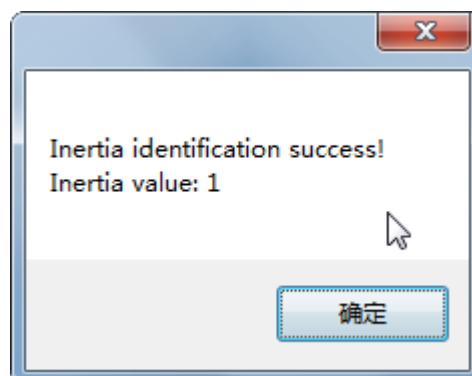 Inertia identification success!
Inertia value: 1
确定